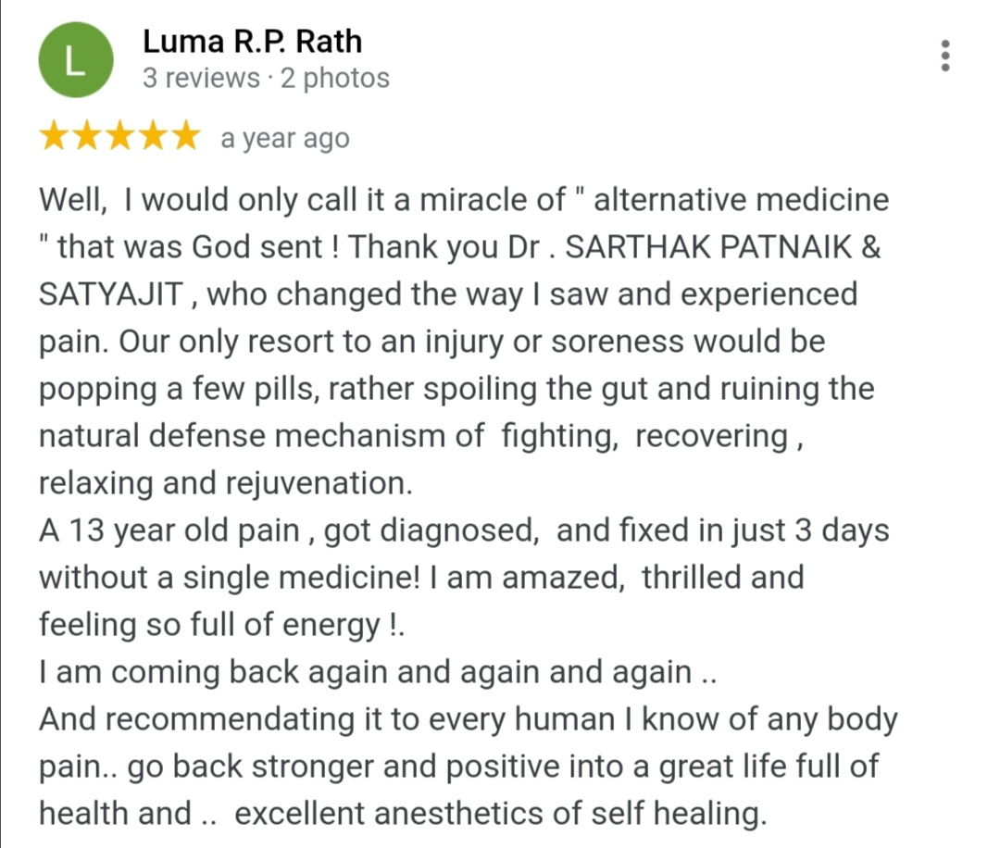 L
Luma R.P. Rath
3 reviews · 2 photos
★★★★★ a year ago
Well,  I would only call it a miracle of " alternative medicine
" that was God sent ! Thank you Dr . SARTHAK PATNAIK &
SATYAJIT , who changed the way I saw and experienced
pain. Our only resort to an injury or soreness would be
popping a few pills, rather spoiling the gut and ruining the
natural defense mechanism of  fighting,  recovering ,
relaxing and rejuvenation.
A 13 year old pain , got diagnosed,  and fixed in just 3 days
without a single medicine! I am amazed,  thrilled and
feeling so full of energy !.
I am coming back again and again and again ..
And recommendating it to every human I know of any body
pain.. go back stronger and positive into a great life full of
health and ..  excellent anesthetics of self healing.